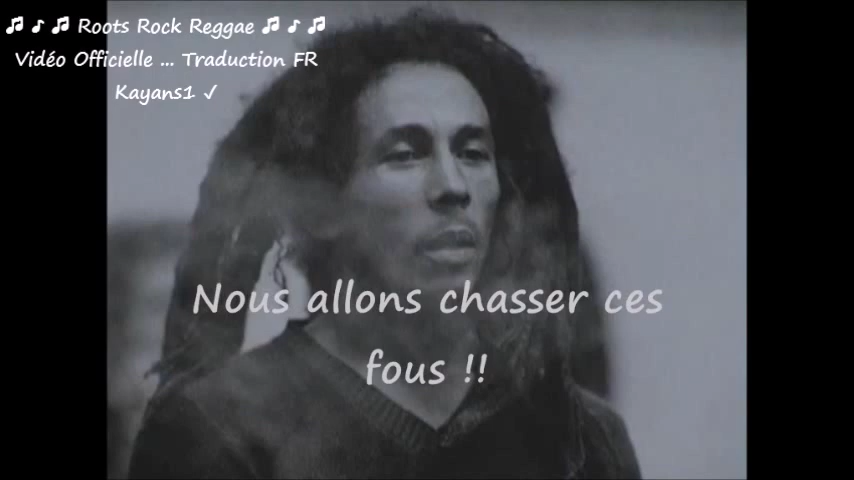 ♫ ♪ ♫ Roots Rock Reggae ♫ ♪ ♫
Vidéo Officielle ... Traduction FR
Kayans1 √
Nous allons chasser ces
fous !!